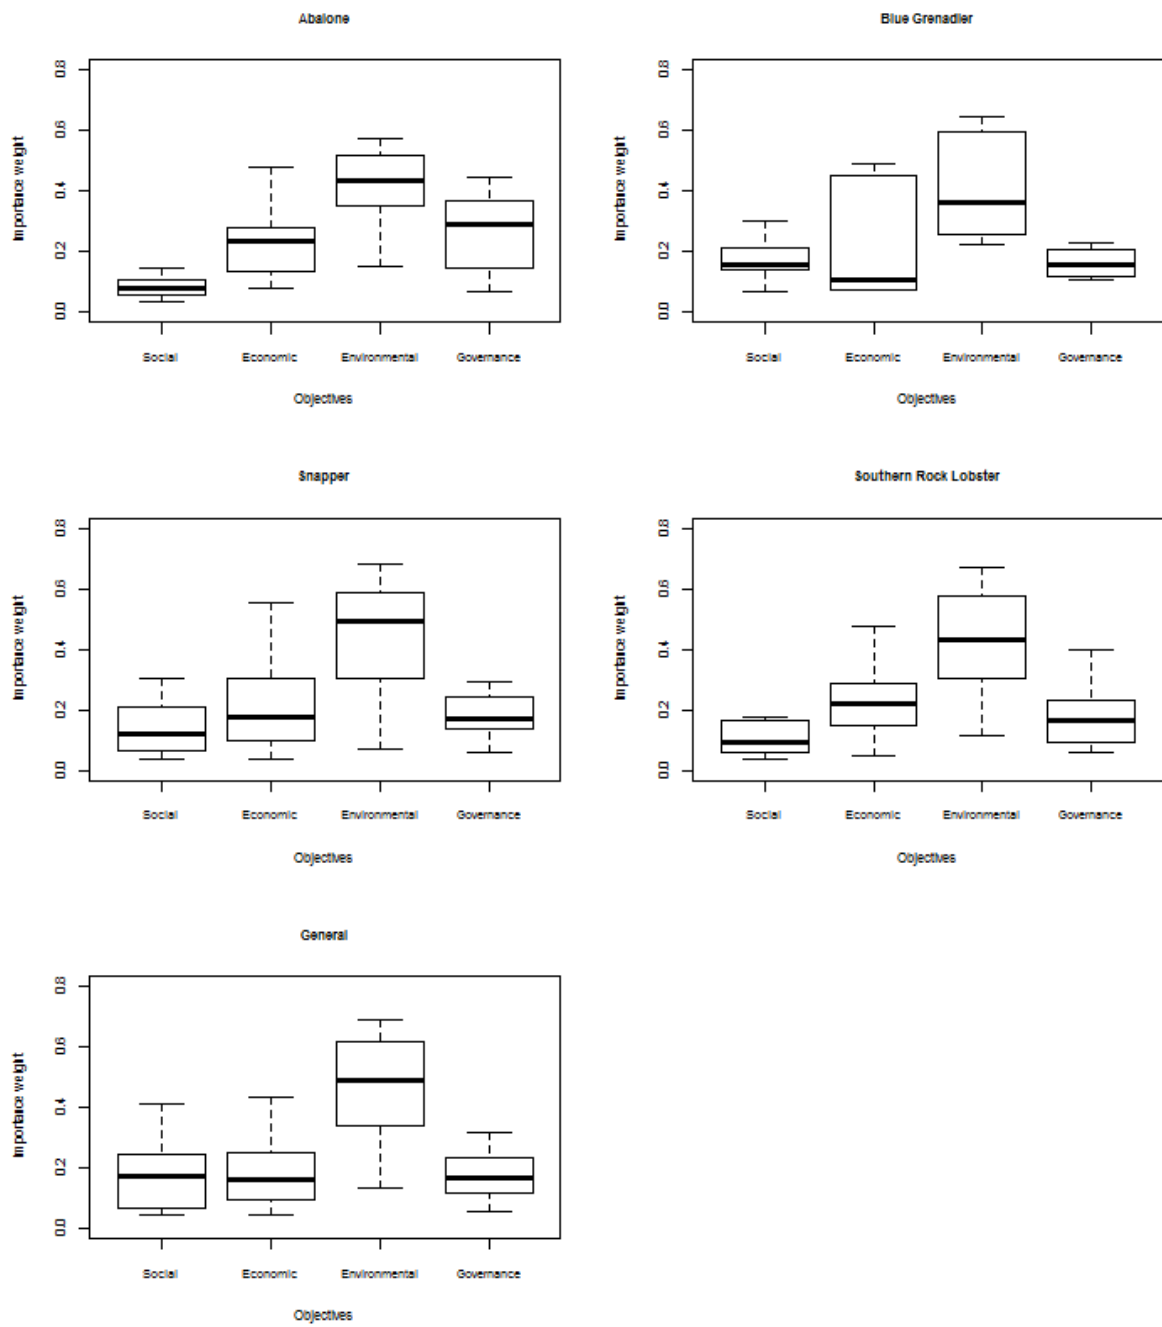 Abalone
Importance weight
0.8
0.6
0.4
0.2
0.0
Social Economic Environmental Governance
Objectives
Blue Grenadier
Importance weight
0.8
0.6
0.4
0.2
0.0
Social Economic Environmental Governance
Objectives
Snapper
Importance weight
0.8
0.6
0.4
0.2
0.0
Social Economic Environmental Governance
Objectives
Southern Rock Lobster
Importance weight
0.8
0.6
0.4
0.2
0.0
Social Economic Environmental Governance
Objectives
General
Importance weight
0.8
0.6
0.4
0.2
0.0
Social Economic Environmental Governance
Objectives